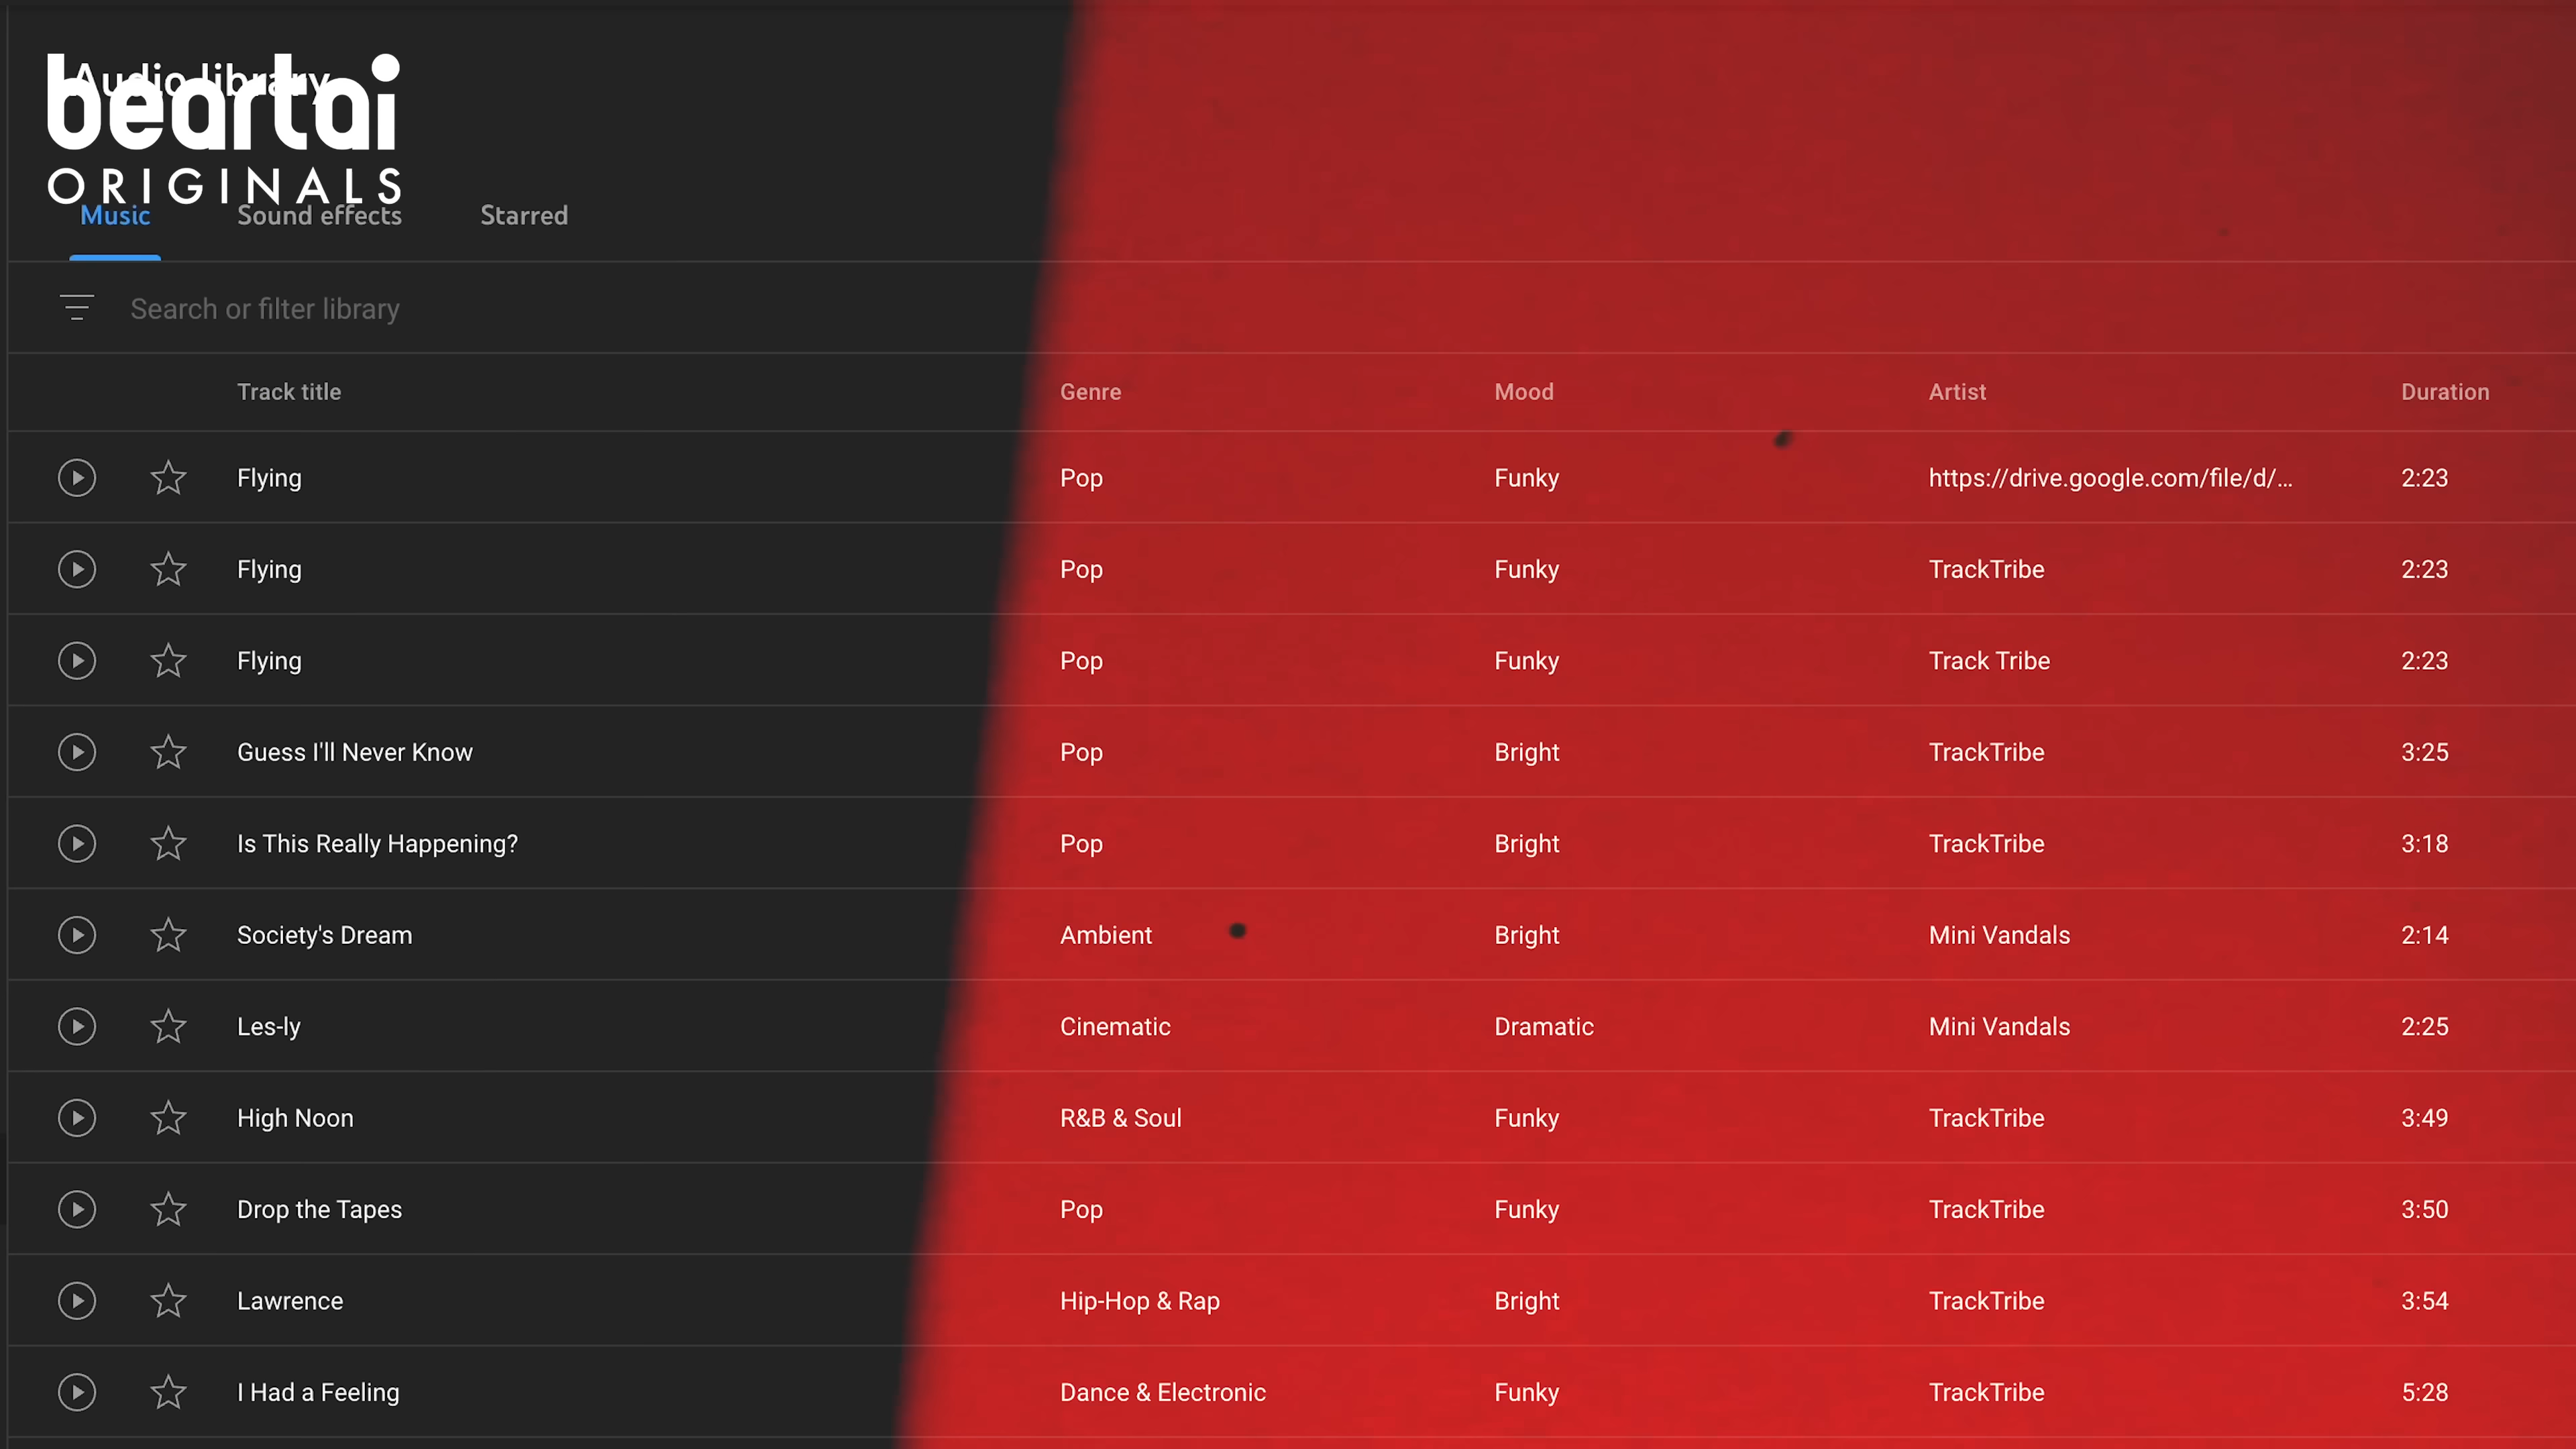 Audio library
beartai
ORIGINALS
Music Sound effects Starred
Search or filter library
Track title Genre Mood Artist Duration
Flying Pop Funky https://drive.google.com/file/d/... 2:23
Flying Pop Funky TrackTribe 2:23
Flying Pop Funky Track Tribe 2:23
Guess I'll Never Know Pop Bright TrackTribe 3:25
Is This Really Happening? Pop Bright TrackTribe 3:18
Society's Dream Ambient Bright Mini Vandals 2:14
Les-ly Cinematic Dramatic Mini Vandals 2:25
High Noon R&B & Soul Funky TrackTribe 3:49
Drop the Tapes Pop Funky TrackTribe 3:50
Lawrence Hip-Hop & Rap Bright TrackTribe 3:54
I Had a Feeling Dance & Electronic Funky TrackTribe 5:28